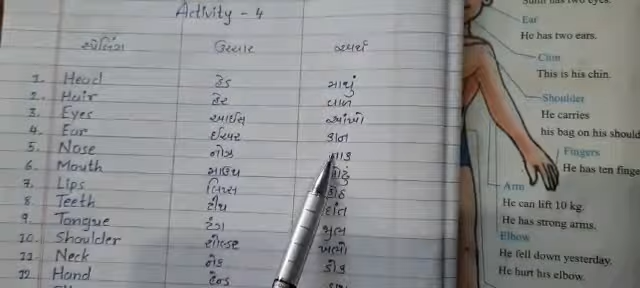 Activity - 4
સ્પેલિંગ ઉચ્ચાર અર્થ
1. Head હેડ માથું
2. Hair હેર વાળ
3. Eyes આઈસ આંખો
4. Ear ઈયર કાન
5. Nose નોઝ નાક
6. Mouth માઉથ મોઢું
7. Lips લિપ્સ હોઠ
8. Teeth ટીથ દાંત
9. Tongue ટંગ જીભ
10. Shoulder શોલ્ડર ખભો
11. Neck નેક ડોક
12. Hand હેન્ડ
Ear
He has two ears.
Chin
This is his chin.
Shoulder
He carries
his bag on his should
Fingers
He has ten finge
Arm
He can lift 10 kg.
He has strong arms.
Elbow
He fell down yesterday.
He hurt his elbow.